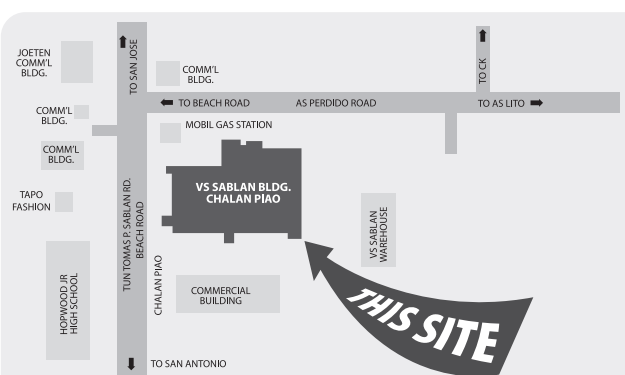 JOETEN
COMM'L
BLDG.
TO SAN JOSE
COMM'L
BLDG.
TO CK
TO BEACH ROAD
AS PERDIDO ROAD
TO AS LITO
COMM'L
BLDG.
MOBIL GAS STATION
COMM'L
BLDG.
VS SABLAN BLDG.
CHALAN PIAO
TAPO
FASHION
TUN TOMAS P. SABLAN RD.
BEACH ROAD
VS SABLAN
WAREHOUSE
CHALAN PIAO
HOPWOOD JR
HIGH SCHOOL
COMMERCIAL
BUILDING
THIS SITE
TO SAN ANTONIO